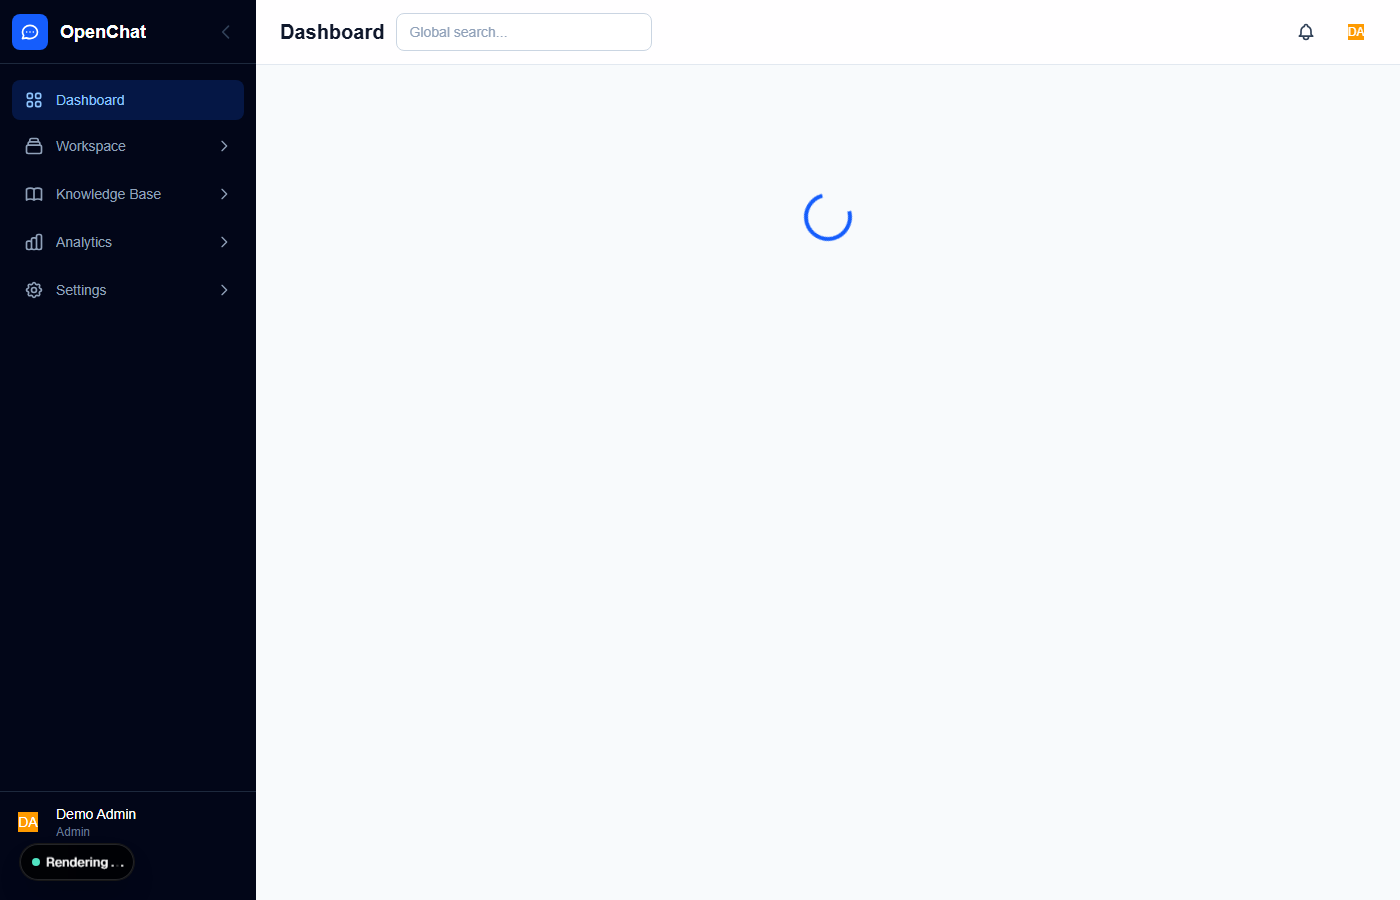 OpenChat
Dashboard
Workspace
Knowledge Base
Analytics
Settings
DA
Demo Admin
Admin
Rendering ...
Dashboard
Global search...
DA